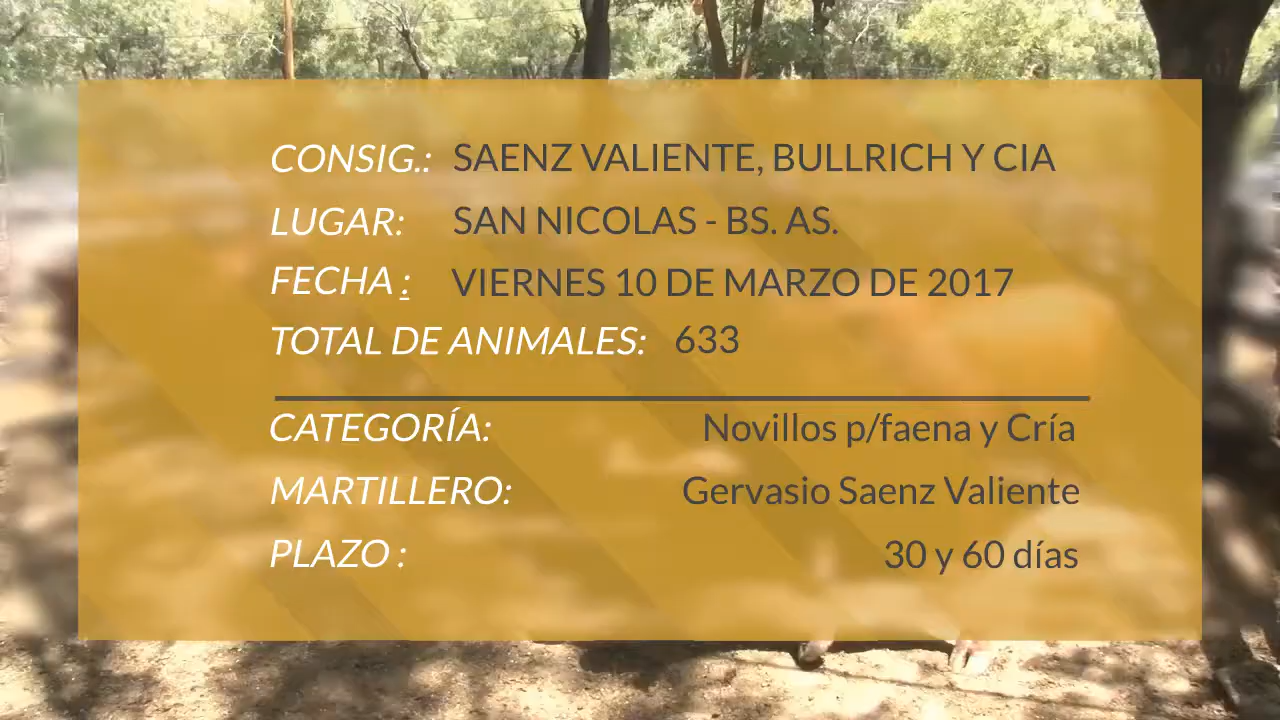 CONSIG.: SAENZ VALIENTE, BULLRICH Y CIA
LUGAR: SAN NICOLAS - BS. AS.
FECHA : VIERNES 10 DE MARZO DE 2017
TOTAL DE ANIMALES: 633
CATEGORÍA: Novillos p/faena y Cría
MARTILLERO: Gervasio Saenz Valiente
PLAZO : 30 y 60 días